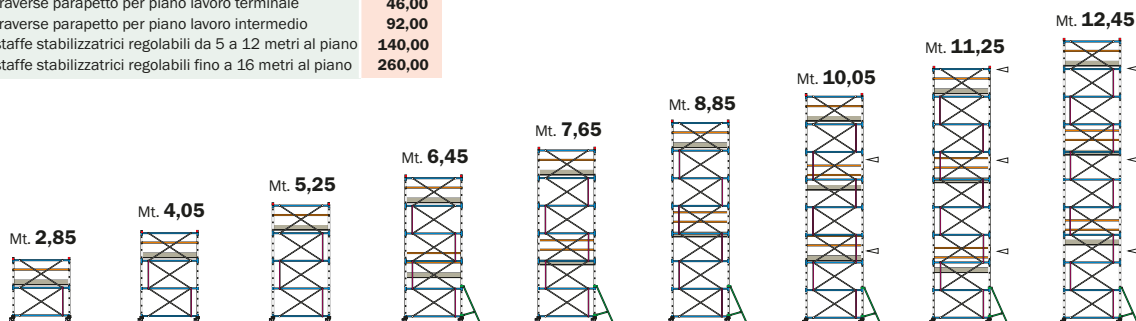 raverse parapetto per piano lavoro terminale 46,00
raverse parapetto per piano lavoro intermedio 92,00
staffe stabilizzatrici regolabili da 5 a 12 metri al piano 140,00
staffe stabilizzatrici regolabili fino a 16 metri al piano 260,00
Mt. 2,85
Mt. 4,05
Mt. 5,25
Mt. 6,45
Mt. 7,65
Mt. 8,85
Mt. 10,05
Mt. 11,25
Mt. 12,45